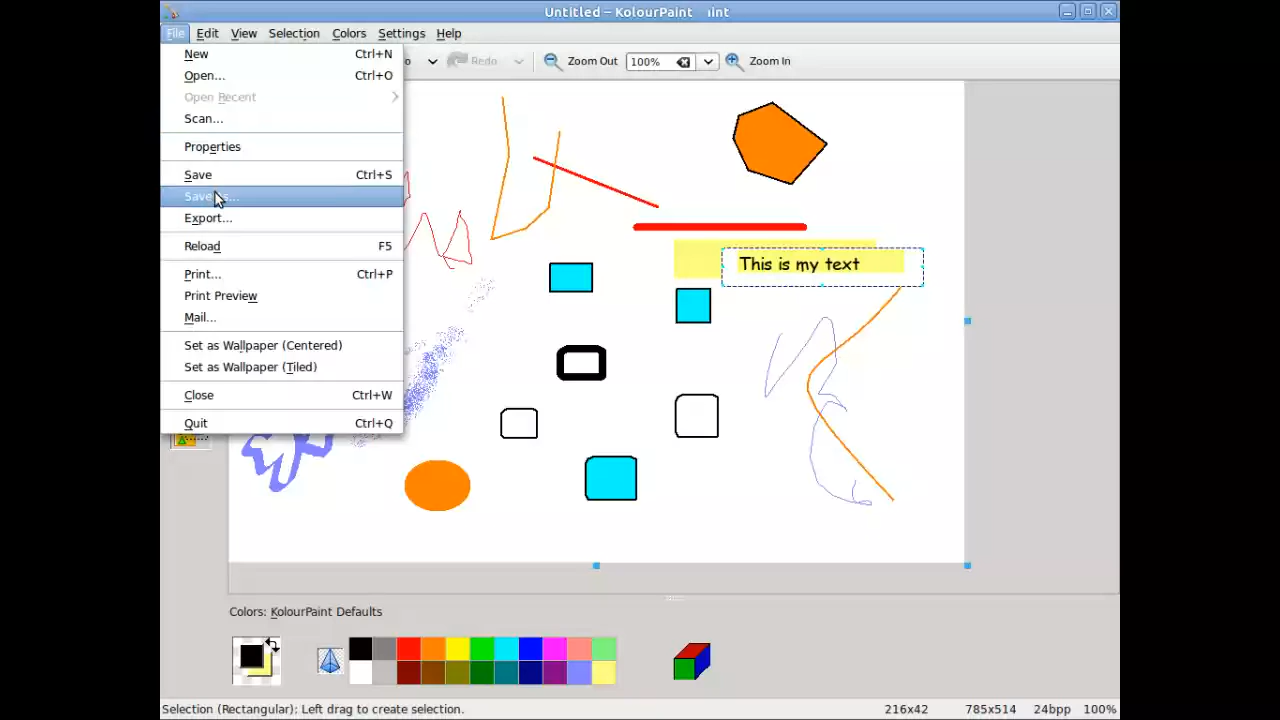 Untitled – KolourPaint int
File Edit View Selection Colors Settings Help
New Ctrl+N
Open... Ctrl+O
Open Recent
Scan...
Properties
Save Ctrl+S
Save
Export...
Reload F5
Print... Ctrl+P
Print Preview
Mail...
Set as Wallpaper (Centered)
Set as Wallpaper (Tiled)
Close Ctrl+W
Quit Ctrl+Q
o Redo Zoom Out 100% Zoom In
This is my text
Colors: KolourPaint Defaults
Selection (Rectangular): Left drag to create selection. 216x42 785x514 24bpp 100%